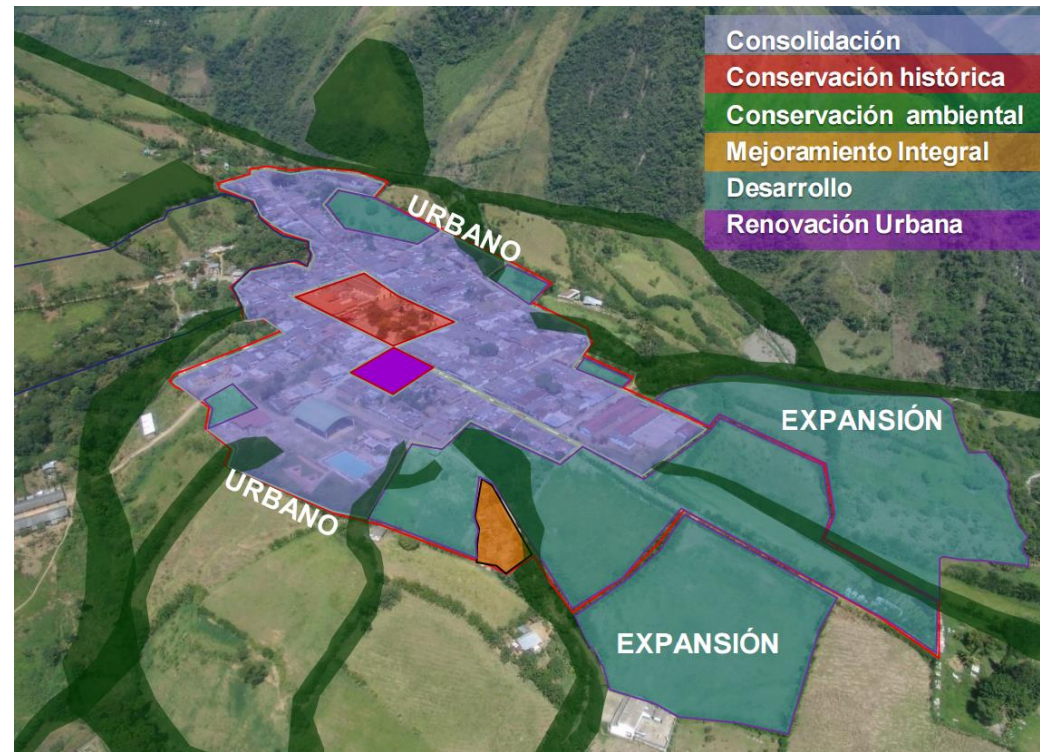 Consolidación
Conservación histórica
Conservación ambiental
Mejoramiento Integral
Desarrollo
Renovación Urbana
URBANO
EXPANSIÓN
URBANO
EXPANSIÓN